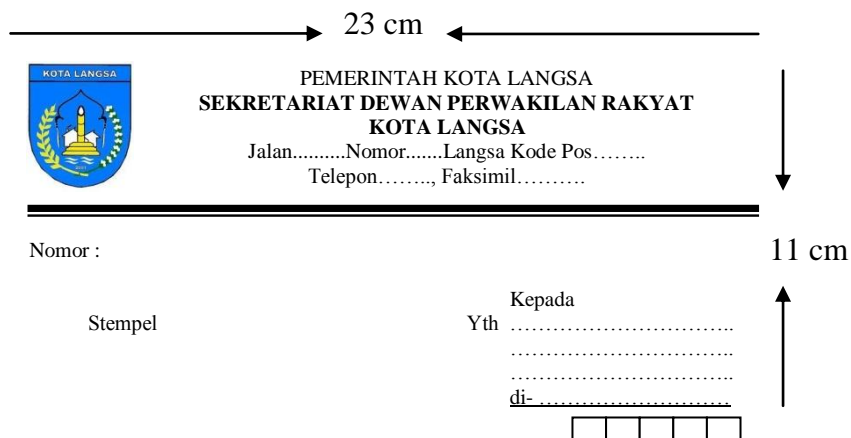 23 cm
KOTA LANGSA
PEMERINTAH KOTA LANGSA
SEKRETARIAT DEWAN PERWAKILAN RAKYAT
KOTA LANGSA
Jalan..........Nomor.......Langsa Kode Pos……..
Telepon…….., Faksimil……….
Nomor :
11 cm
Kepada
Stempel
Yth …………………………..
…………………………..
…………………………..
di- ………………………